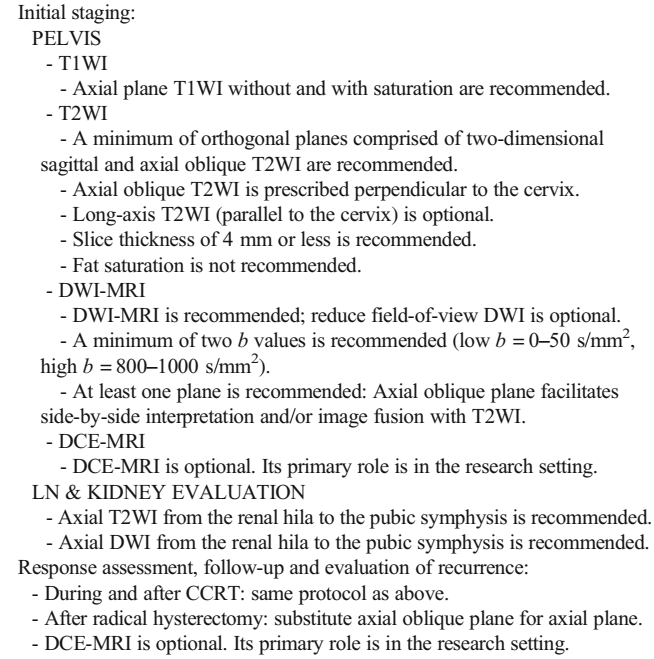 Initial staging:
PELVIS
- T1WI
- Axial plane T1WI without and with saturation are recommended.
- T2WI
- A minimum of orthogonal planes comprised of two-dimensional
sagittal and axial oblique T2WI are recommended.
- Axial oblique T2WI is prescribed perpendicular to the cervix.
- Long-axis T2WI (parallel to the cervix) is optional.
- Slice thickness of 4 mm or less is recommended.
- Fat saturation is not recommended.
- DWI-MRI
- DWI-MRI is recommended; reduce field-of-view DWI is optional.
- A minimum of two b values is recommended (low b = 0–50 s/mm²,
high b = 800–1000 s/mm²).
- At least one plane is recommended: Axial oblique plane facilitates
side-by-side interpretation and/or image fusion with T2WI.
- DCE-MRI
- DCE-MRI is optional. Its primary role is in the research setting.
LN & KIDNEY EVALUATION
- Axial T2WI from the renal hila to the pubic symphysis is recommended.
- Axial DWI from the renal hila to the pubic symphysis is recommended.
Response assessment, follow-up and evaluation of recurrence:
- During and after CCRT: same protocol as above.
- After radical hysterectomy: substitute axial oblique plane for axial plane.
- DCE-MRI is optional. Its primary role is in the research setting.